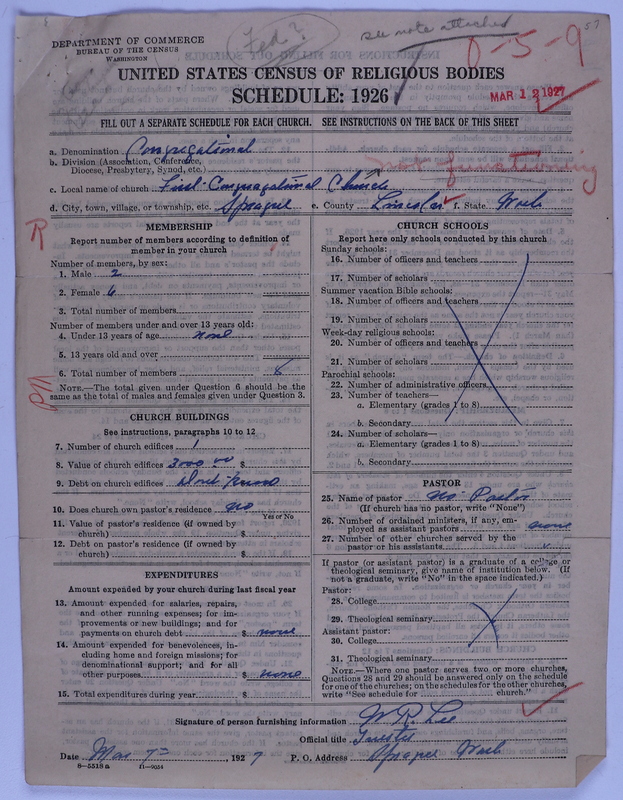 DEPARTMENT OF COMMERCE
BUREAU OF THE CENSUS
WASHINGTON
see note attached
0-5-9
57
UNITED STATES CENSUS OF RELIGIOUS BODIES
SCHEDULE: 1926
MAR 12 1927
FILL OUT A SEPARATE SCHEDULE FOR EACH CHURCH. SEE INSTRUCTIONS ON THE BACK OF THIS SHEET
a. Denomination Congregational
b. Division (Association, Conference,
Diocese, Presbytery, Synod, etc.)
not functioning
c. Local name of church First Congregational Church
d. City, town, village, or township, etc. Sprague e. County Lincoln f. State Wash
R
MEMBERSHIP
Report number of members according to definition of
member in your church
Number of members, by sex:
1. Male 2
2. Female 6
3. Total number of members
Number of members under and over 13 years old:
4. Under 13 years of age none
5. 13 years old and over
6. Total number of members 8
NOTE.—The total given under Question 6 should be the
same as the total of males and females given under Question 3.
CHURCH BUILDINGS
See instructions, paragraphs 10 to 12
7. Number of church edifices 1
8. Value of church edifices 3000 00 $
9. Debt on church edifices Dont know
10. Does church own pastor's residence no
Yes or No
11. Value of pastor's residence (if owned by
church) $
12. Debt on pastor's residence (if owned by
church) $
EXPENDITURES
Amount expended by your church during last fiscal year
13. Amount expended for salaries, repairs,
and other running expenses; for im-
provements or new buildings; and for
payments on church debt $ none
14. Amount expended for benevolences, in-
cluding home and foreign missions; for
denominational support; and for all
other purposes $ none
15. Total expenditures during year $
CHURCH SCHOOLS
Report here only schools conducted by this church
Sunday schools:
16. Number of officers and teachers
17. Number of scholars
Summer vacation Bible schools:
18. Number of officers and teachers
19. Number of scholars
Week-day religious schools:
20. Number of officers and teachers
21. Number of scholars
Parochial schools:
22. Number of administrative officers
23. Number of teachers—
a. Elementary (grades 1 to 8)
b. Secondary
24. Number of scholars—
a. Elementary (grades 1 to 8)
b. Secondary
PASTOR
25. Name of pastor No Pastor
(If church has no pastor, write "None")
26. Number of ordained ministers, if any, em-
ployed as assistant pastors none
27. Number of other churches served by the
pastor or his assistants
If pastor (or assistant pastor) is a graduate of a college or
theological seminary, give name of institution below. (If
not a graduate, write "No" in the space indicated.)
Pastor:
28. College
29. Theological seminary
Assistant pastor:
30. College
31. Theological seminary
NOTE.—Where one pastor serves two or more churches,
Questions 28 and 29 should be answered only on the schedule
for one of the churches; on the schedules for the other churches,
write "See schedule for church."
Signature of person furnishing information W. R. Lee
Official title Trustee
Date Mar 7th, 1927 P. O. Address Sprague Wash
8-5518 a 11-9054